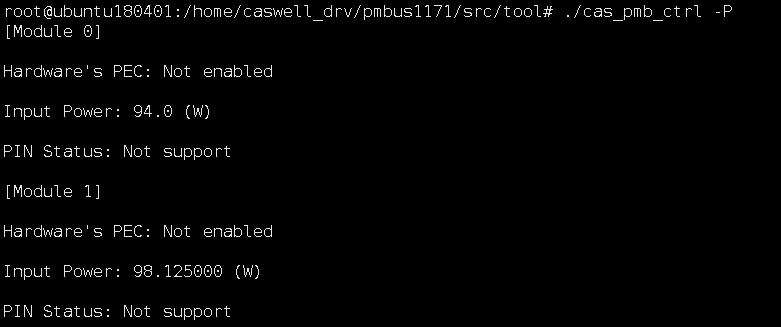 root@ubuntu180401:/home/caswell_drv/pmbus1171/src/tool# ./cas_pmb_ctrl -P
[Module 0]
Hardware's PEC: Not enabled
Input Power: 94.0 (W)
PIN Status: Not support
[Module 1]
Hardware's PEC: Not enabled
Input Power: 98.125000 (W)
PIN Status: Not support